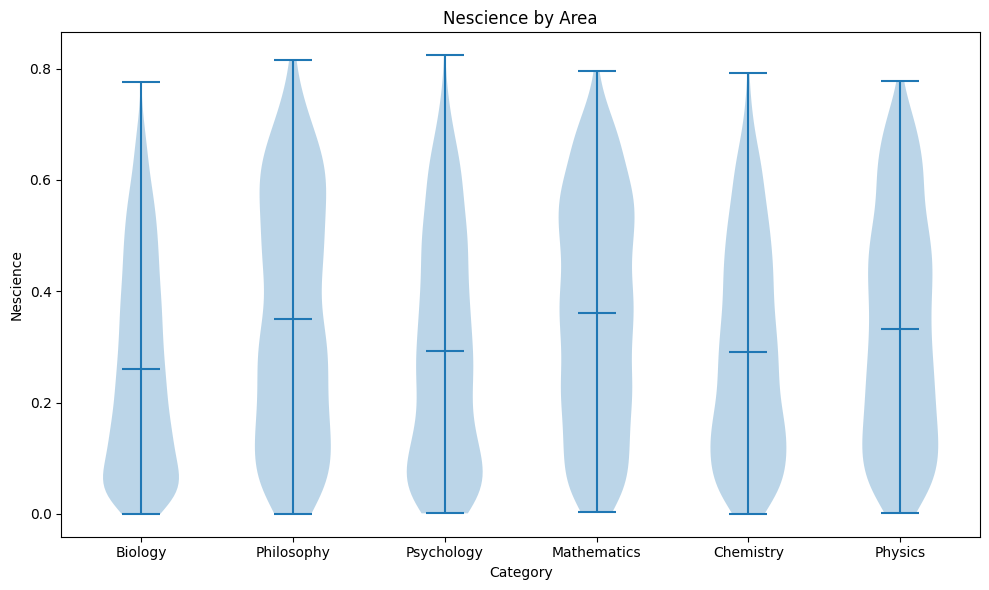 Nescience by Area
0.8
0.6
0.4
0.2
0.0
Nescience
Biology Philosophy Psychology Mathematics Chemistry Physics
Category